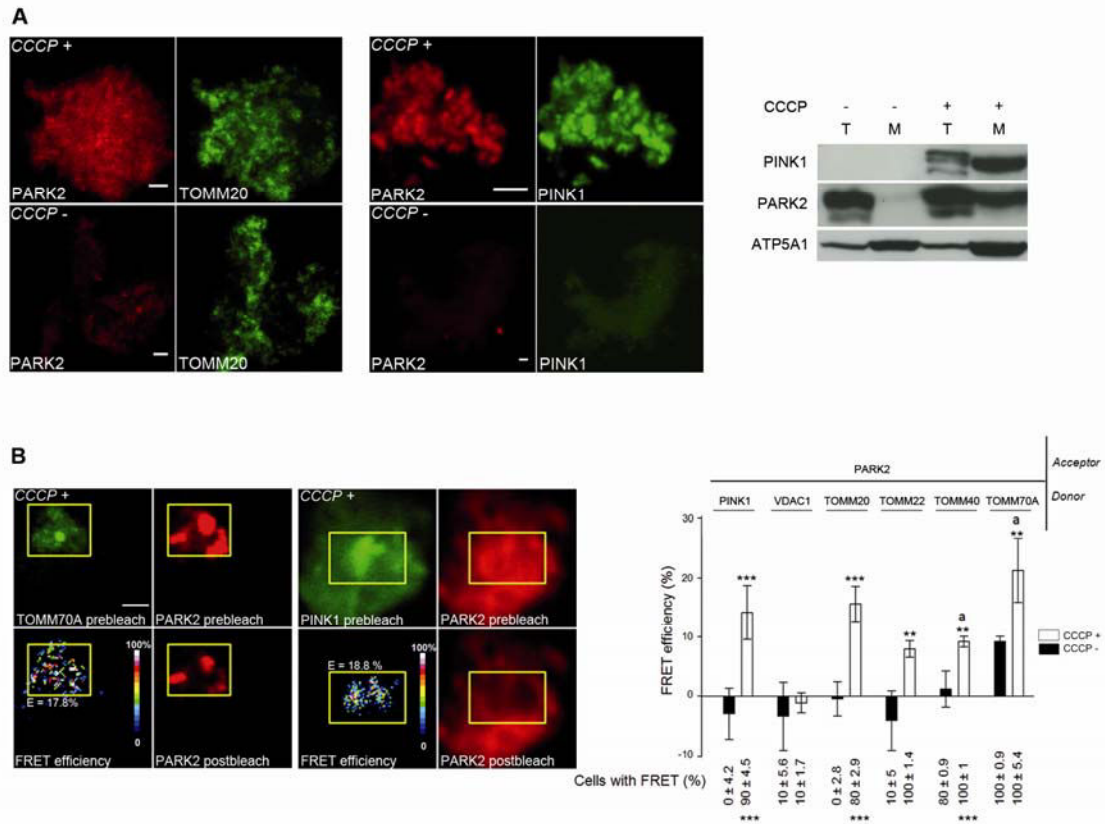 A
CCCP +
PARK2
TOMM20
CCCP -
PARK2
TOMM20
CCCP +
PARK2
PINK1
CCCP -
PARK2
PINK1
CCCP - - + +
T M T M
PINK1
PARK2
ATP5A1
B
CCCP +
TOMM70A prebleach
PARK2 prebleach
100%
E = 17.8%
0
FRET efficiency
PARK2 postbleach
CCCP +
PINK1 prebleach
PARK2 prebleach
E = 18.8 %
100%
0
FRET efficiency
PARK2 postbleach
Acceptor
PARK2
Donor
PINK1 VDAC1 TOMM20 TOMM22 TOMM40 TOMM70A
FRET efficiency (%)
30
20
10
0
-10
***
***
**
a
**
a
**
CCCP +
CCCP -
Cells with FRET (%)
0 ± 4.2
90 ± 4.5
10 ± 5.6
10 ± 1.7
0 ± 2.8
80 ± 2.9
10 ± 5
100 ± 1.4
80 ± 0.9
100 ± 1
100 ± 0.9
100 ± 5.4
*** *** ***